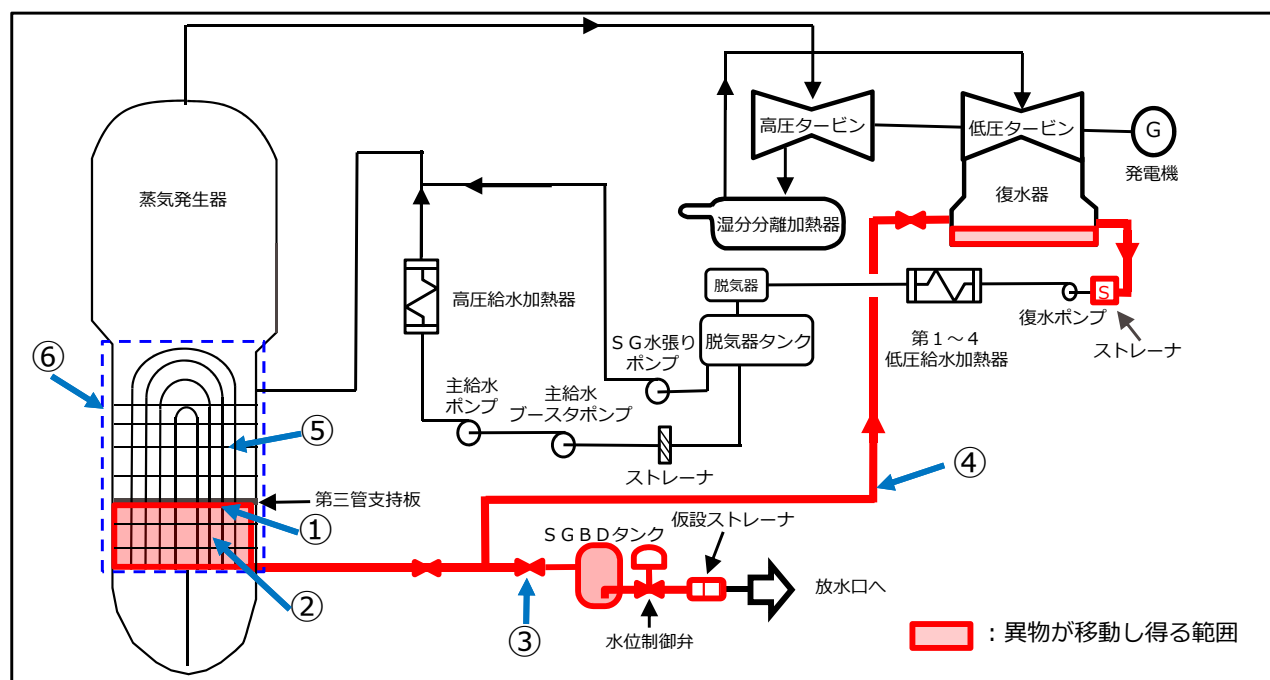 高圧タービン
低圧タービン
G
発電機
蒸気発生器
復水器
湿分分離加熱器
脱気器
高圧給水加熱器
S
復水ポンプ
ストレーナ
ＳＧ水張り
ポンプ
脱気器タンク
第１～４
低圧給水加熱器
⑥
主給水
ポンプ
主給水
ブースタポンプ
⑤
ストレーナ
④
第三管支持板
①
ＳＧＢＤタンク
仮設ストレーナ
②
③
放水口へ
水位制御弁
：異物が移動し得る範囲